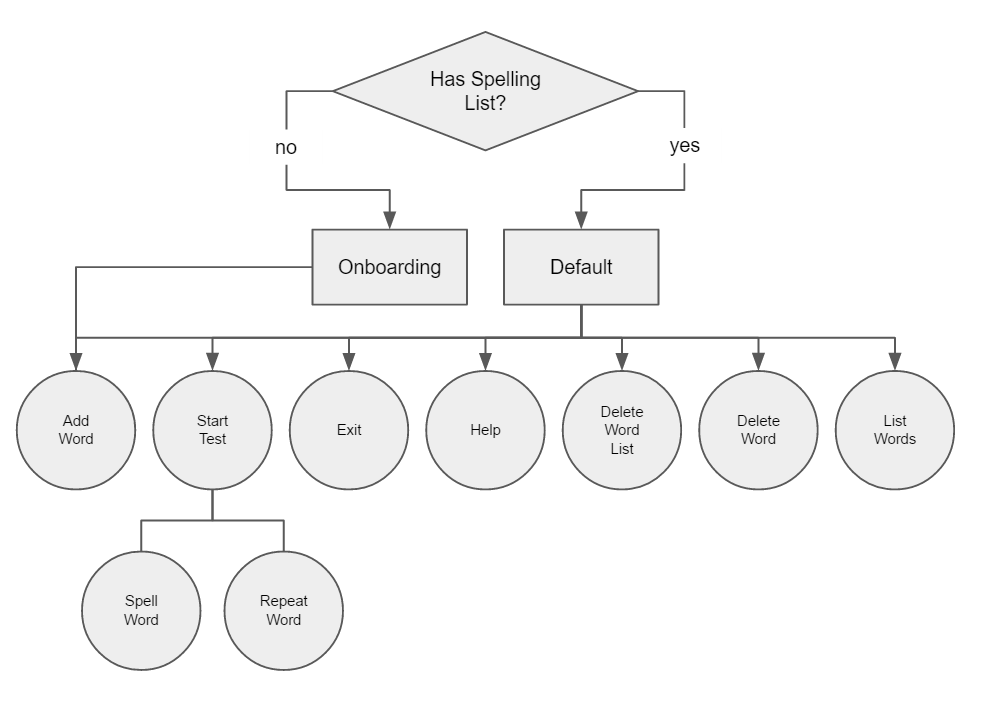 Has Spelling
List?
no
yes
Onboarding
Default
Add
Word
Start
Test
Exit
Help
Delete
Word
List
Delete
Word
List
Words
Spell
Word
Repeat
Word